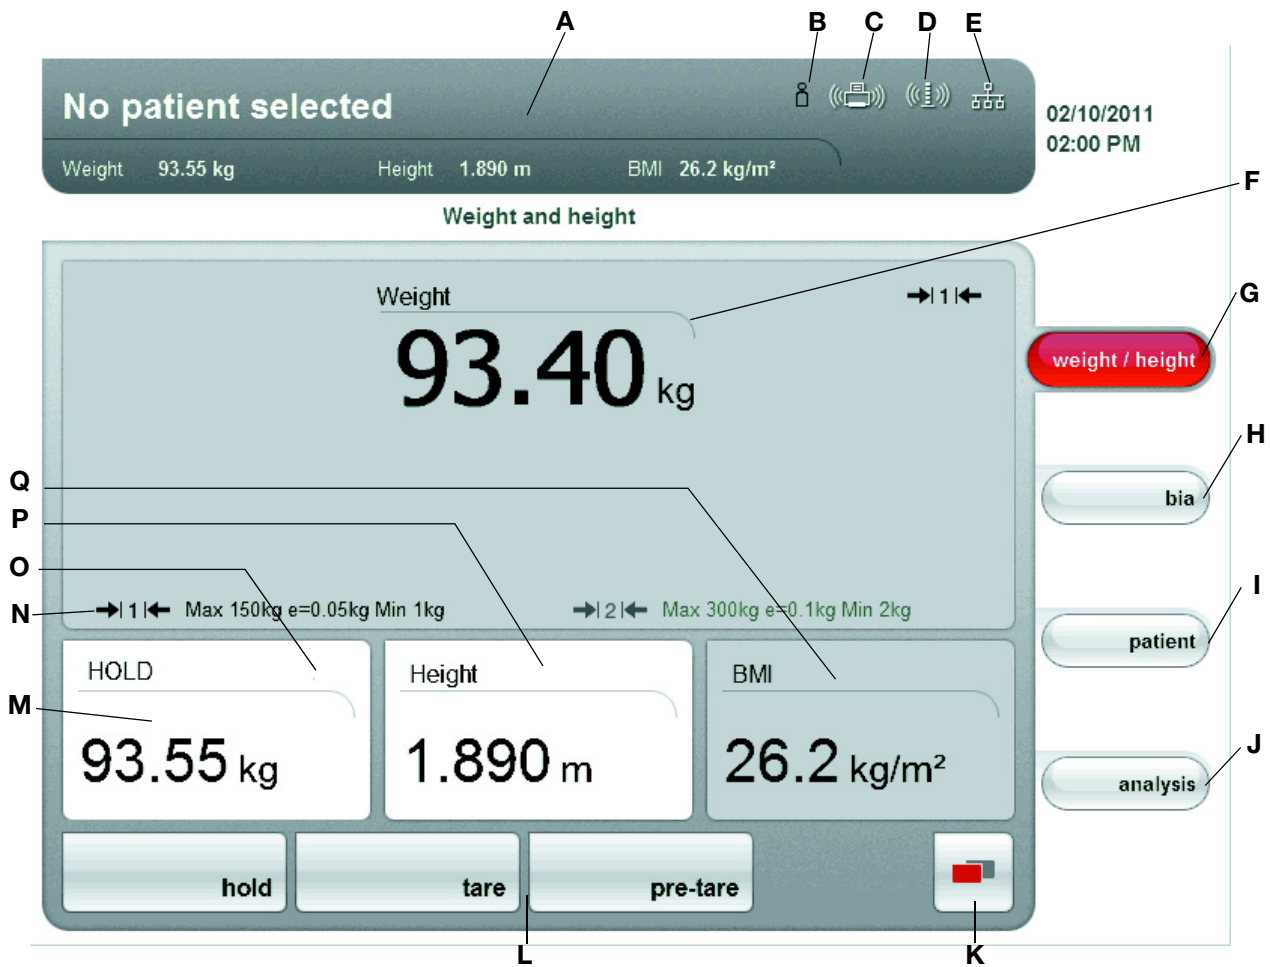 A B C D E
No patient selected
02/10/2011
02:00 PM
Weight 93.55 kg Height 1.890 m BMI 26.2 kg/m²
F
Weight and height
Weight →|1|←
G
93.40 kg
weight / height
H
Q
bia
P
O
I
N →|1|← Max 150kg e=0.05kg Min 1kg →|2|← Max 300kg e=0.1kg Min 2kg
patient
HOLD Height BMI
M
J
93.55 kg 1.890 m 26.2 kg/m²
analysis
hold tare pre-tare
L K